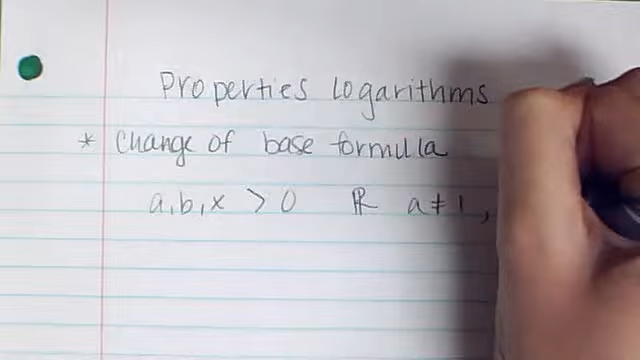 Properties logarithms
* Change of base formula
a,b,x > 0 ℝ a ≠ 1,